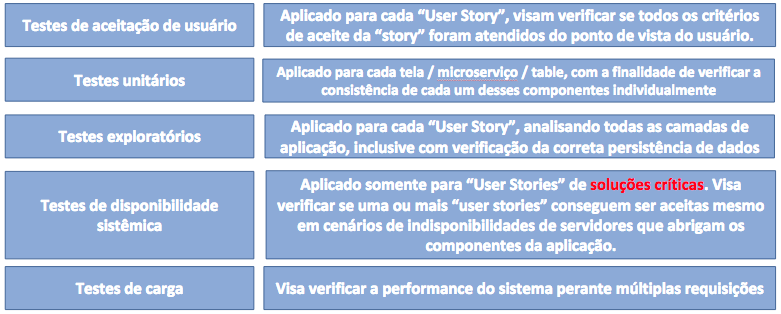 Testes de aceitação de usuário
Aplicado para cada “User Story”, visam verificar se todos os critérios
de aceite da “story” foram atendidos do ponto de vista do usuário.
Testes unitários
Aplicado para cada tela / microserviço / table, com a finalidade de verificar a
consistência de cada um desses componentes individualmente
Testes exploratórios
Aplicado para cada “User Story”, analisando todas as camadas de
aplicação, inclusive com verificação da correta persistência de dados
Testes de disponibilidade
sistêmica
Aplicado somente para “User Stories” de soluções críticas. Visa
verificar se uma ou mais “user stories” conseguem ser aceitas mesmo
em cenários de indisponibilidades de servidores que abrigam os
componentes da aplicação.
Testes de carga
Visa verificar a performance do sistema perante múltiplas requisições